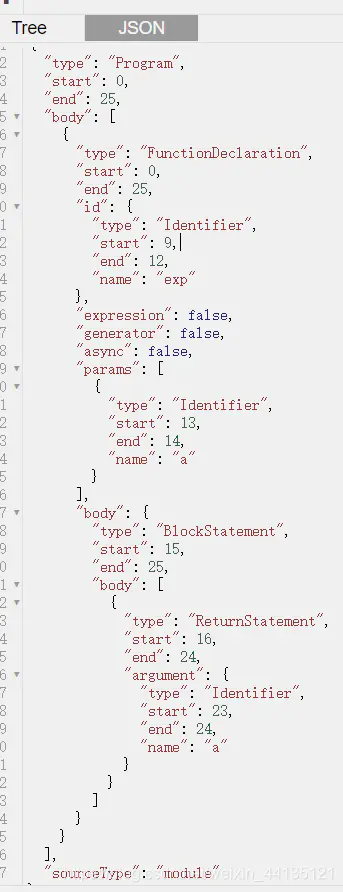 Tree JSON
1 {
2 "type": "Program",
3 "start": 0,
4 "end": 25,
5 "body": [
6 {
7 "type": "FunctionDeclaration",
8 "start": 0,
9 "end": 25,
0 "id": {
1 "type": "Identifier",
2 "start": 9,
3 "end": 12,
4 "name": "exp"
5 },
6 "expression": false,
7 "generator": false,
8 "async": false,
9 "params": [
0 {
1 "type": "Identifier",
2 "start": 13,
3 "end": 14,
4 "name": "a"
5 }
6 ],
7 "body": {
8 "type": "BlockStatement",
9 "start": 15,
0 "end": 25,
1 "body": [
2 {
3 "type": "ReturnStatement",
4 "start": 16,
5 "end": 24,
6 "argument": {
7 "type": "Identifier",
8 "start": 23,
9 "end": 24,
0 "name": "a"
1 }
2 }
3 ]
4 }
5 }
6 ],
7 "sourceType": "module"
weixin_44135121